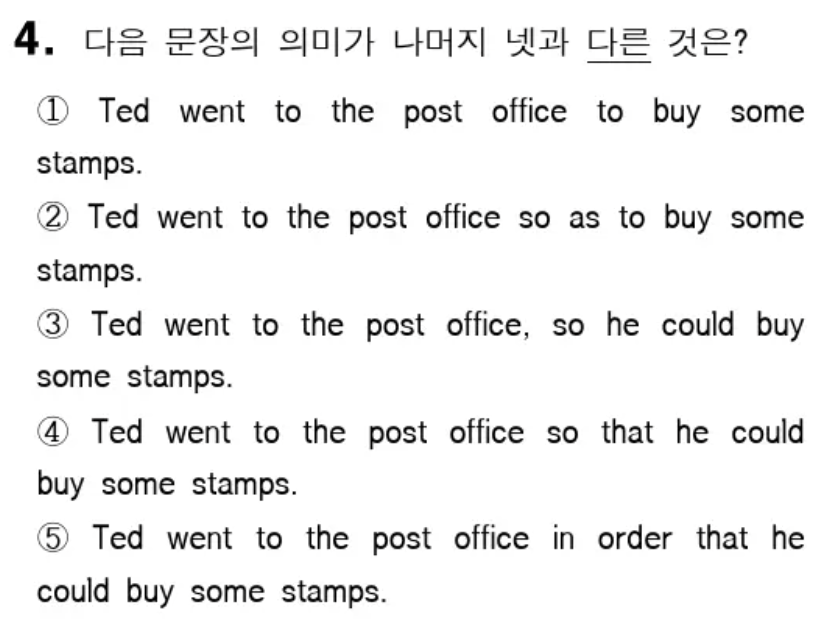 4. 다음 문장의 의미가 나머지 넷과 다른 것은?
① Ted went to the post office to buy some
stamps.
② Ted went to the post office so as to buy some
stamps.
③ Ted went to the post office, so he could buy
some stamps.
④ Ted went to the post office so that he could
buy some stamps.
⑤ Ted went to the post office in order that he
could buy some stamps.